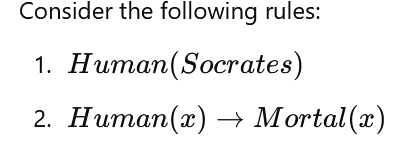 Consider the following rules:
1. Human(Socrates)
2. Human(x) → Mortal(x)